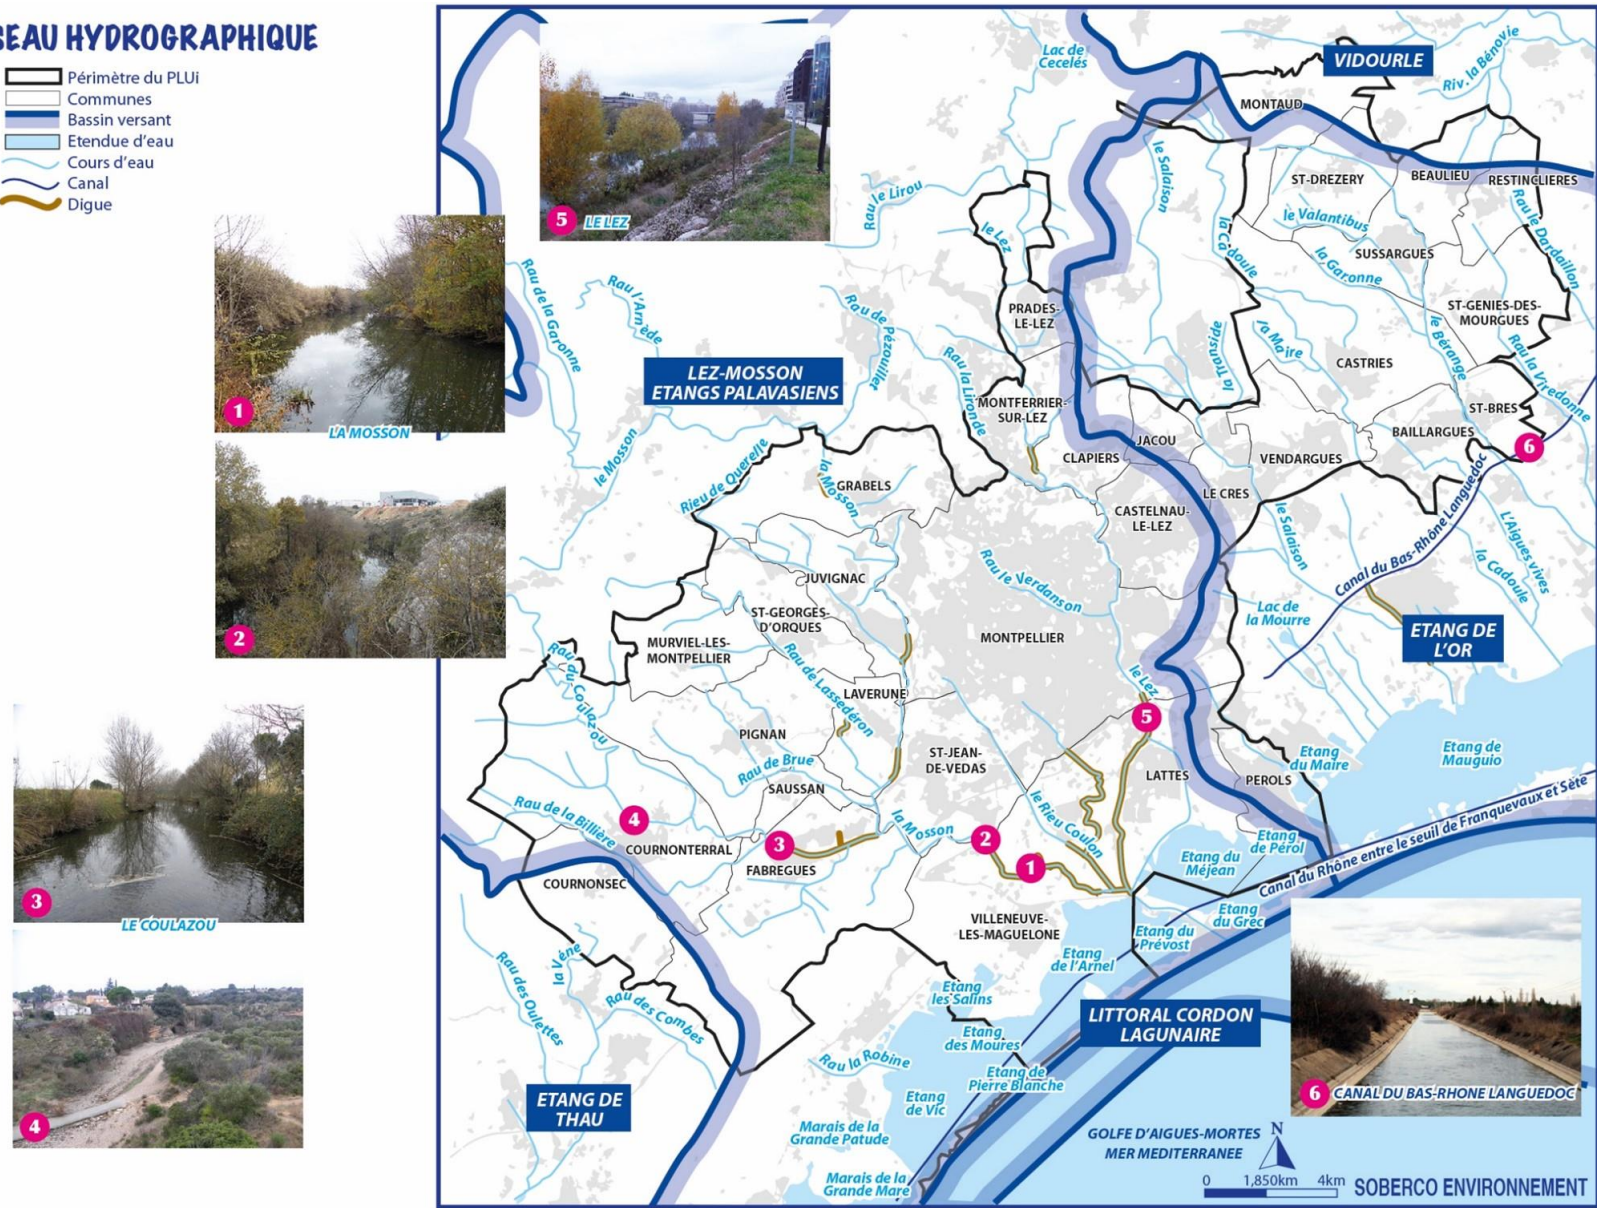 SEAU HYDROGRAPHIQUE
Périmètre du PLUi
Communes
Bassin versant
Etendue d'eau
Cours d'eau
Canal
Digue
5 LE LEZ
1
LA MOSSON
2
3
LE COULAZOU
4
Lac de
Cecelés
VIDOURLE
Riv. la Bénovie
MONTAUD
le Salaison
ST-DREZERY
BEAULIEU
RESTINCLIERES
Rau le Lirou
le Lez
la Cadoule
le Valantibus
Rau le Dardaillon
SUSSARGUES
la Garonne
Rau de la Garonne
Rau l'Arnède
Rau de Pézouillet
PRADES-
LE-LEZ
ST-GENIES-DES-
MOURGUES
la Transide
la Maire
le Bérange
Rau la Viredonne
CASTRIES
LEZ-MOSSON
ETANGS PALAVASIENS
Rau la Lironde
MONTFERRIER-
SUR-LEZ
ST-BRES
BAILLARGUES
6
JACOU
CLAPIERS
VENDARGUES
le Mosson
Rieu de Querelle
la Mosson
GRABELS
LE CRES
CASTELNAU-
LE-LEZ
le Salaison
Canal du Bas-Rhône Languedoc
L'Aigues vives
la Cadoule
Rau le Verdanson
JUVIGNAC
ST-GEORGES-
D'ORQUES
MONTPELLIER
Lac de
la Mourre
ETANG DE
L'OR
MURVIEL-LES-
MONTPELLIER
Rau du Coulazou
Rau de Lassedéron
LAVERUNE
le Lez
5
PIGNAN
ST-JEAN-
DE-VEDAS
Rau de Brue
SAUSSAN
LATTES
PEROLS
Etang
du Maire
Etang de
Mauguio
Rau de la Billière
4
COURNONTERRAL
3
FABREGUES
la Mosson
2
1
le Rieu Coulon
Etang
de Pérol
Etang du
Méjean
Canal du Rhône entre le seuil de Franquevaux et Sète
COURNONSEC
VILLENEUVE-
LES-MAGUELONE
Etang
du Grec
Etang du
Prévost
Etang
de l'Arnel
la Vène
Rau des Oulettes
Rau des Combes
Etang
les Salins
Etang
des Moures
LITTORAL CORDON
LAGUNAIRE
Rau la Robine
Etang de
Pierre Blanche
Etang
de Vic
ETANG DE
THAU
Marais de la
Grande Patude
Marais de la
Grande Mare
6 CANAL DU BAS-RHONE LANGUEDOC
GOLFE D'AIGUES-MORTES
MER MEDITERRANEE
N
0 1,850km 4km
SOBERCO ENVIRONNEMENT